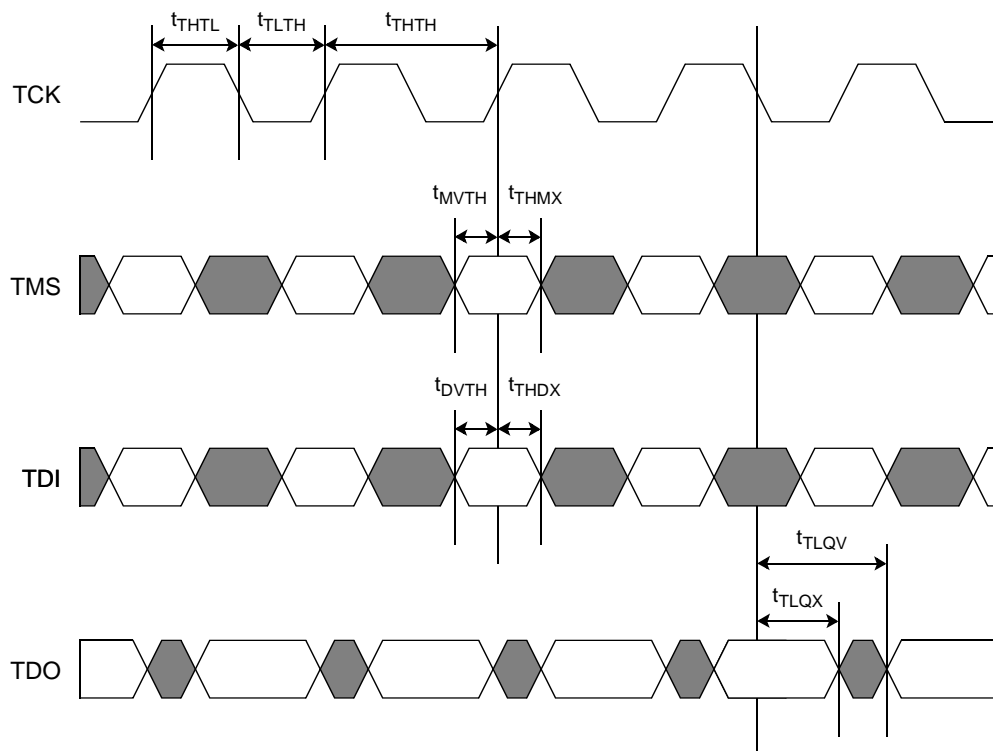 tTHTL tTLTH tTHTH
TCK
tMVTH tTHMX
TMS
tDVTH tTHDX
TDI
tTLQV
tTLQX
TDO